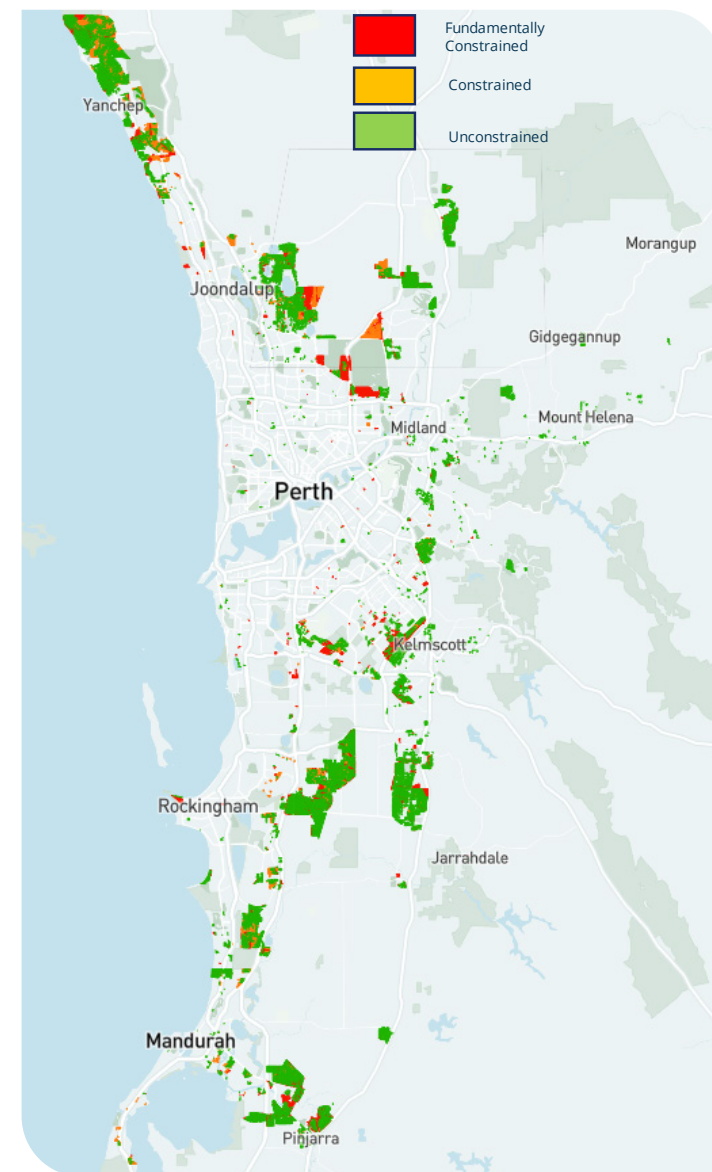 Fundamentally
Constrained
Constrained
Unconstrained
Yanchep
Morangup
Joondalup
Gidgegannup
Mount Helena
Midland
Perth
Kelmscott
Rockingham
Jarrahdale
Mandurah
Pinjarra